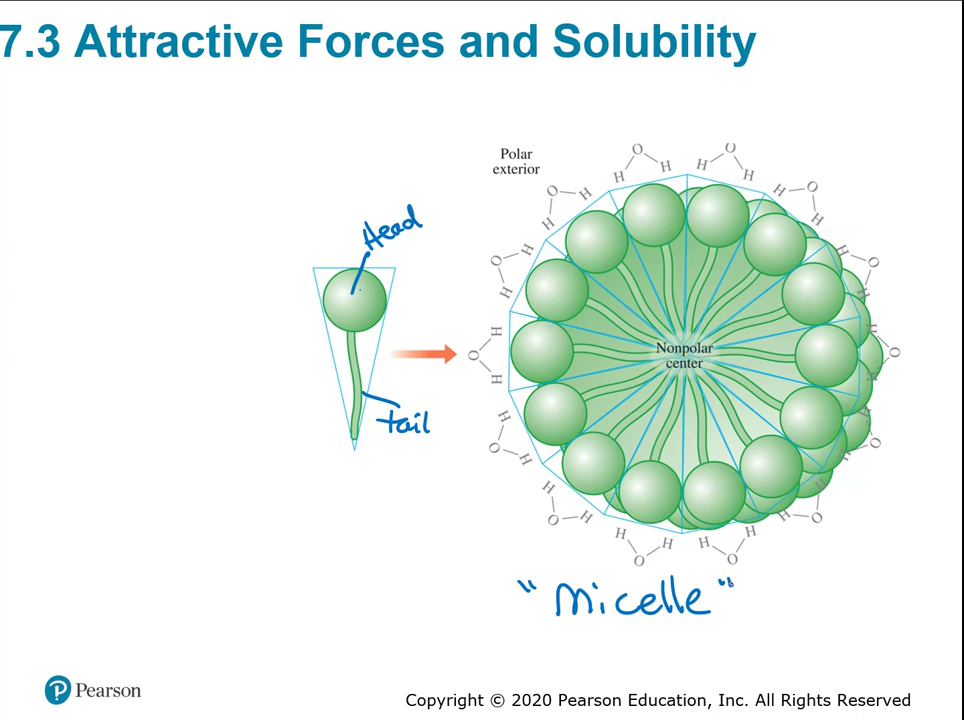 7.3 Attractive Forces and Solubility
Polar
exterior
Head
tail
Nonpolar
center
H O H
H O H
H O H
H O H
H O H
H O H
H O H
H O H
H O H
H O H
H O H
H O H
H O H
H O H
"Micelle"
Pearson
Copyright © 2020 Pearson Education, Inc. All Rights Reserved